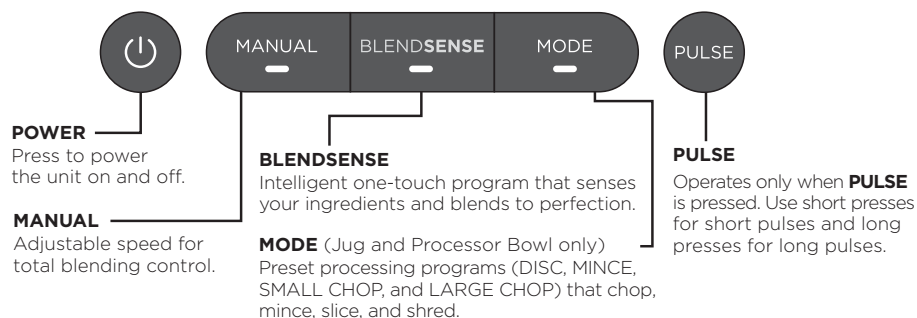 MANUAL
BLENDSENSE
MODE
PULSE
POWER
Press to power
the unit on and off.
MANUAL
Adjustable speed for
total blending control.
BLENDSENSE
Intelligent one-touch program that senses
your ingredients and blends to perfection.
MODE (Jug and Processor Bowl only)
Preset processing programs (DISC, MINCE,
SMALL CHOP, and LARGE CHOP) that chop,
mince, slice, and shred.
PULSE
Operates only when PULSE
is pressed. Use short presses
for short pulses and long
presses for long pulses.